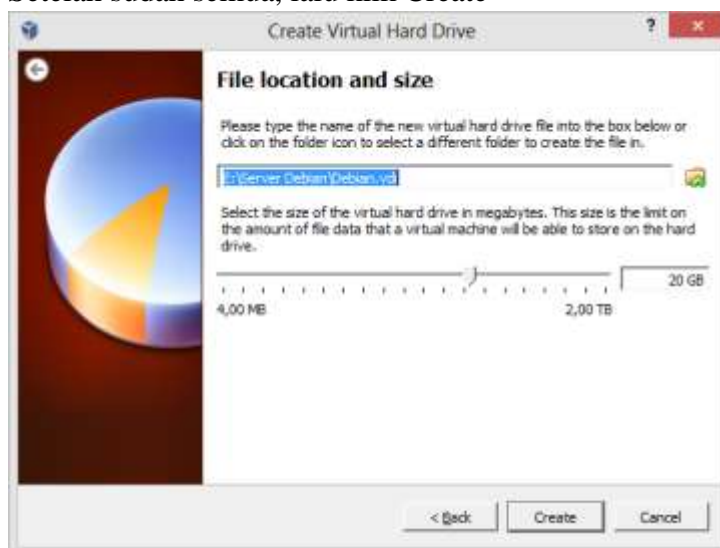 Setelah sudah semua, lalu klik Create
Create Virtual Hard Drive
?
File location and size
Please type the name of the new virtual hard drive file into the box below or
click on the folder icon to select a different folder to create the file in.
E:\Server Debian\Debian.vdi
Select the size of the virtual hard drive in megabytes. This size is the limit on
the amount of file data that a virtual machine will be able to store on the hard
drive.
20 GB
4,00 MB 2,00 TB
< Back Create Cancel